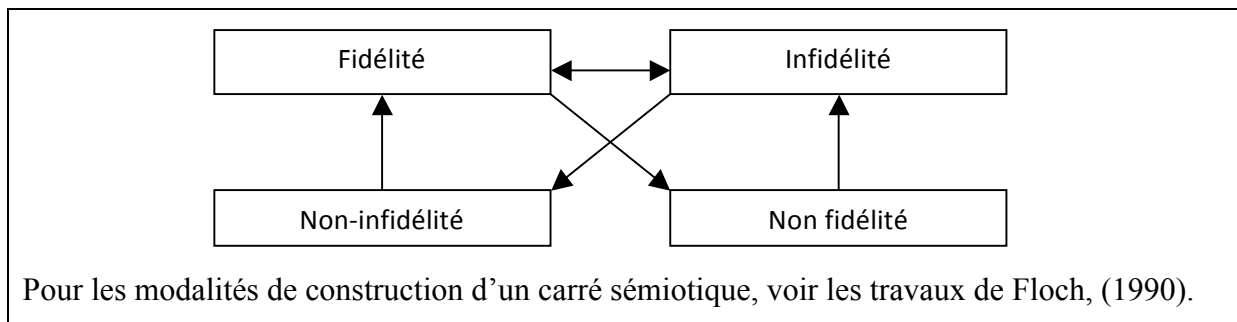 Fidélité
Infidélité
Non-infidélité
Non fidélité
Pour les modalités de construction d’un carré sémiotique, voir les travaux de Floch, (1990).